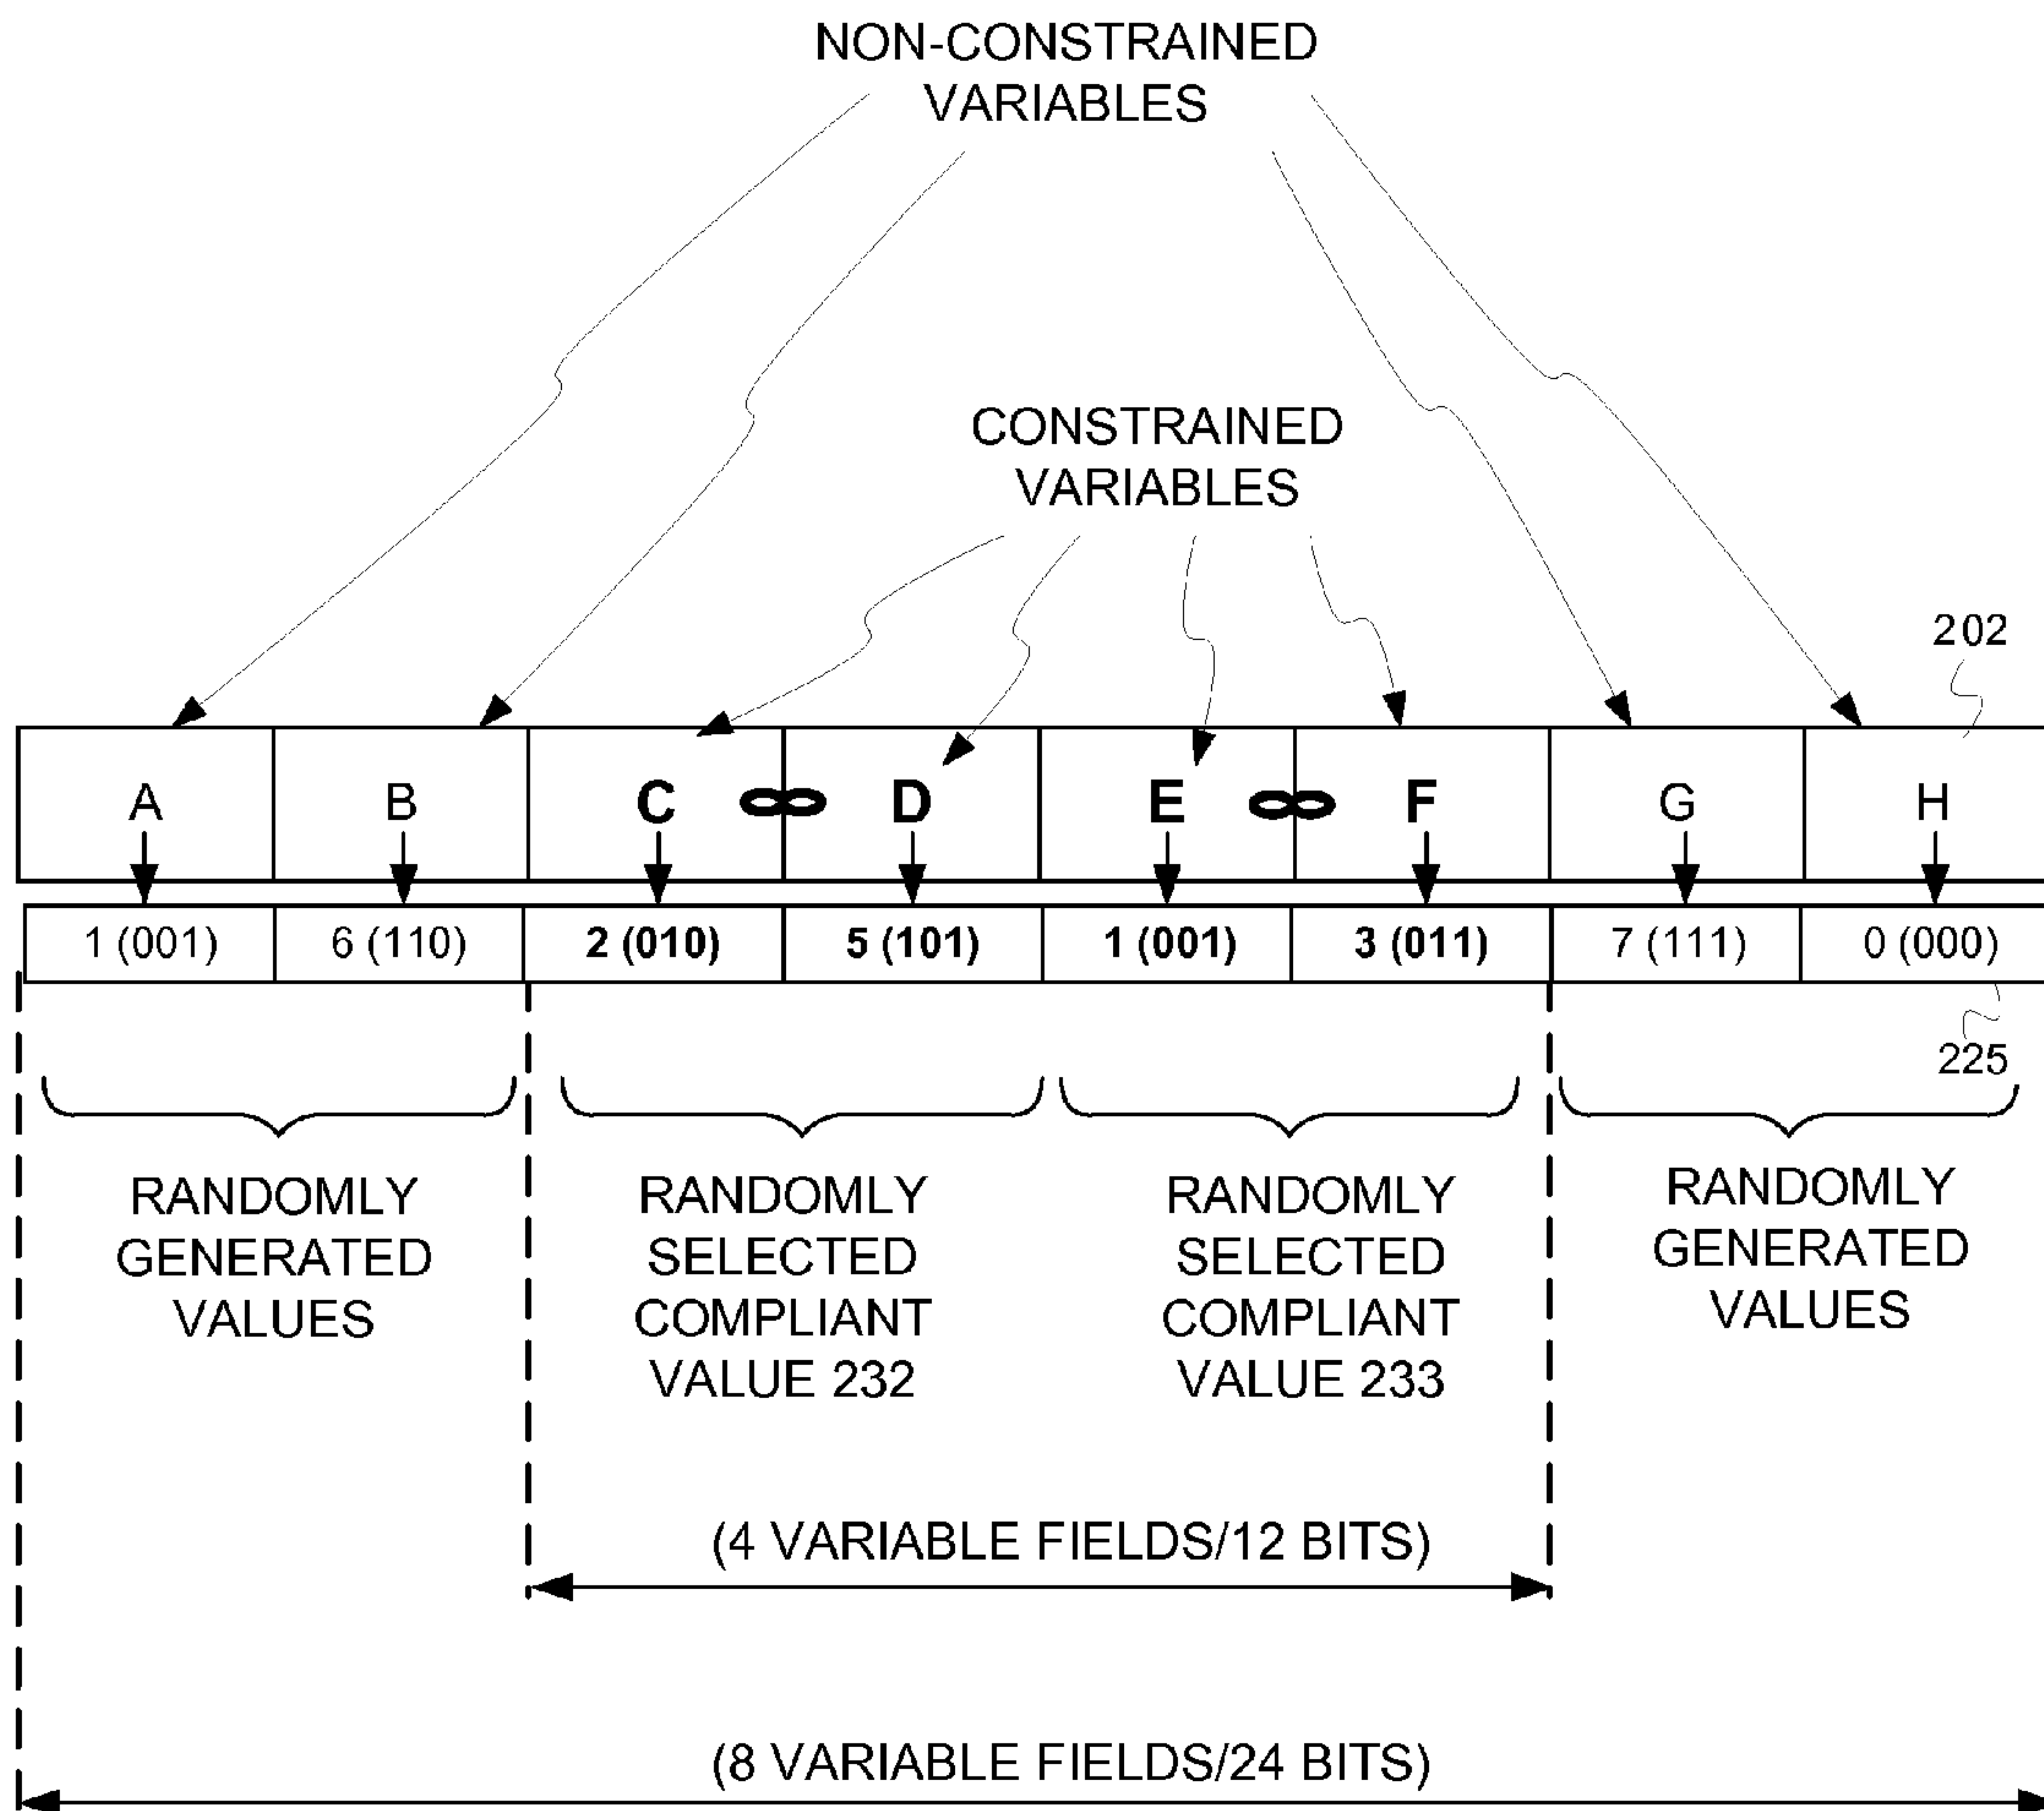 NON-CONSTRAINED
VARIABLES
CONSTRAINED
VARIABLES
202
A B C ∞ D E ∞ F G H
1 (001) 6 (110) 2 (010) 5 (101) 1 (001) 3 (011) 7 (111) 0 (000)
225
RANDOMLY
GENERATED
VALUES
RANDOMLY
SELECTED
COMPLIANT
VALUE 232
RANDOMLY
SELECTED
COMPLIANT
VALUE 233
RANDOMLY
GENERATED
VALUES
(4 VARIABLE FIELDS/12 BITS)
(8 VARIABLE FIELDS/24 BITS)